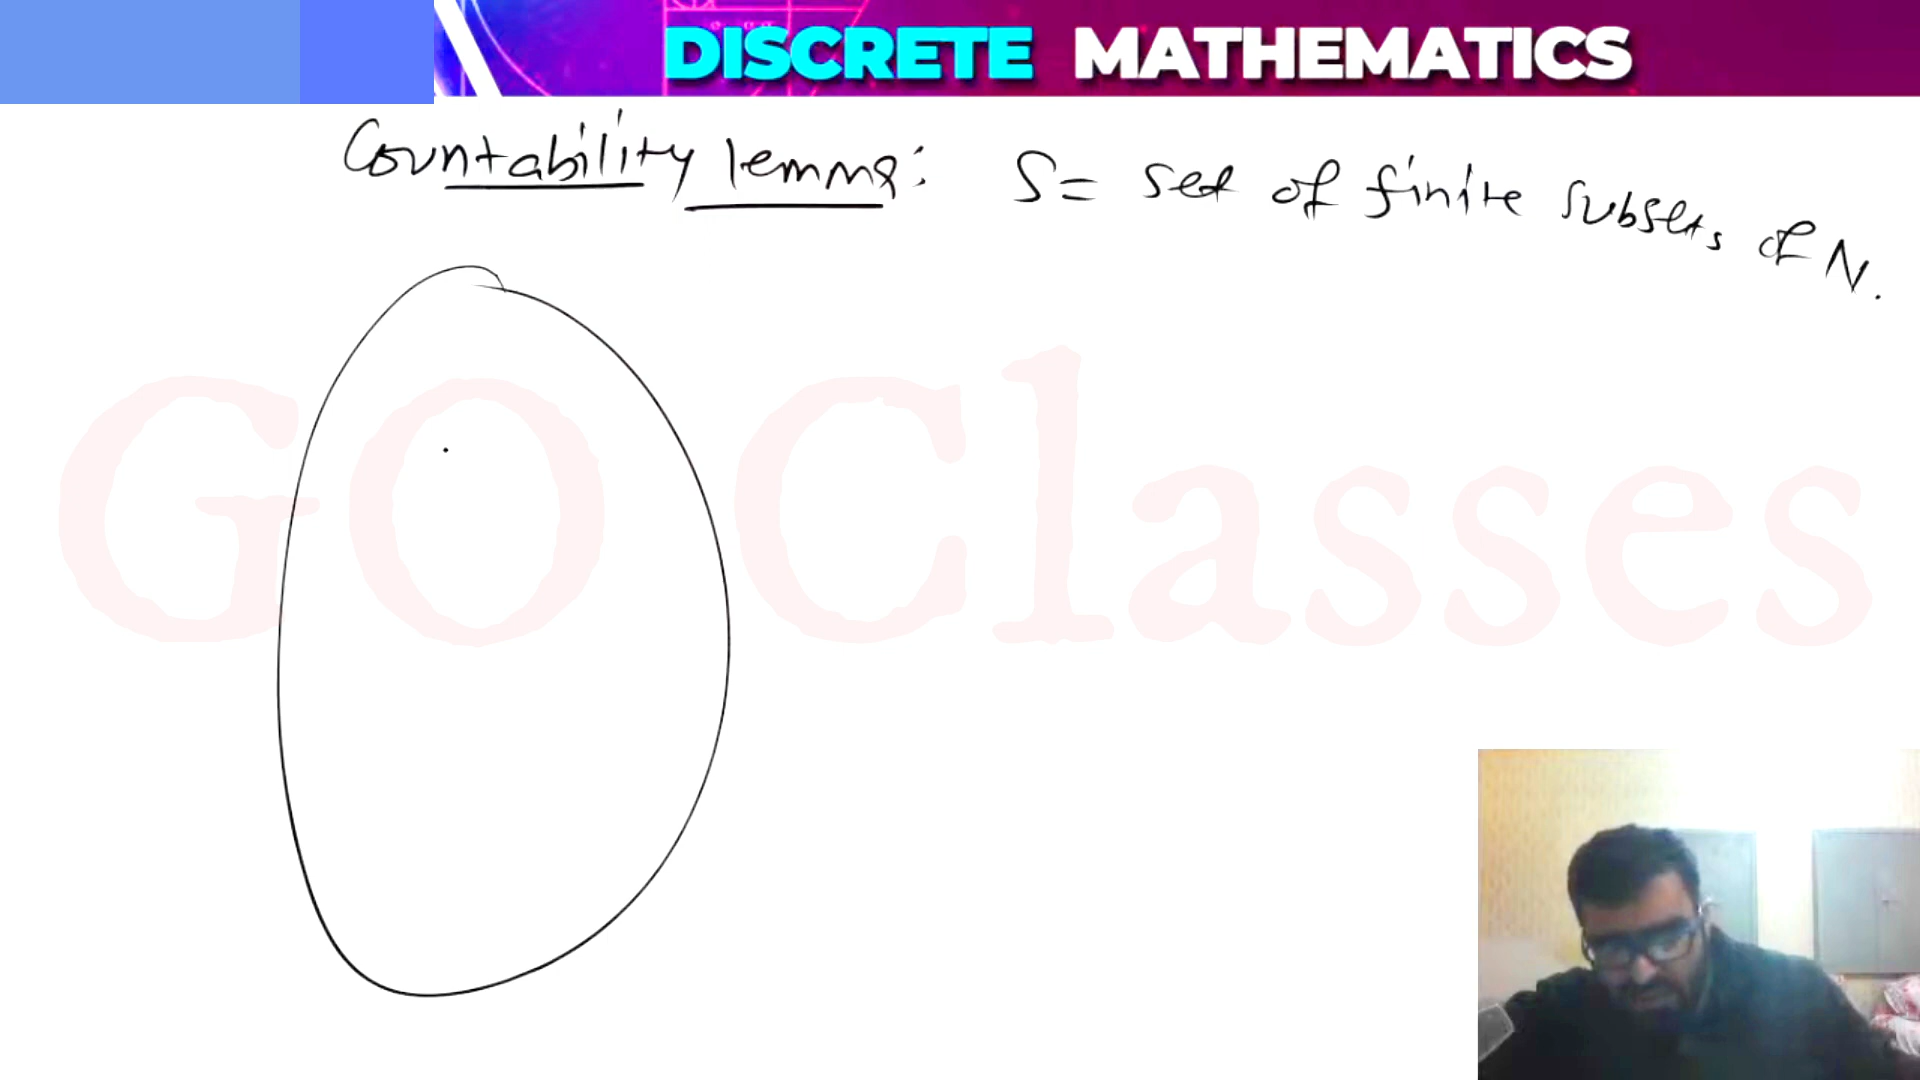 DISCRETE MATHEMATICS
Countability lemma: S = set of finite subsets of N.
GO Classes